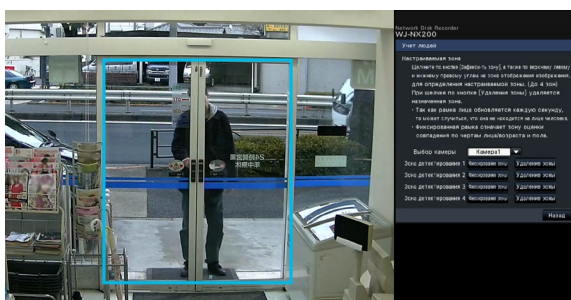 Network Disk Recorder
WJ-NX200
Учет людей
Настраиваемая зона
Щелкните по кнопке [Зафиксить зону], а также по верхнему левому
и нижнему правому углам на зоне отображения изображения,
для определения настраиваемой зоны. (До 4 зон)
При щелчке по кнопке [Удаление зоны] удаляется
назначенная зона.
・Так как рамка лица обновляется каждую секунду,
то может случиться, что она не находится на лице человека.
・Фиксированная рамка означает зону оценки
совпадения по чертам лица/возраста и пола.
Выбор камеры Камера1
Зона детектирования 1 Фиксирование зоны Удаление зоны
Зона детектирования 2 Фиксирование зоны Удаление зоны
Зона детектирования 3 Фиксирование зоны Удаление зоны
Зона детектирования 4 Фиксирование зоны Удаление зоны
Назад